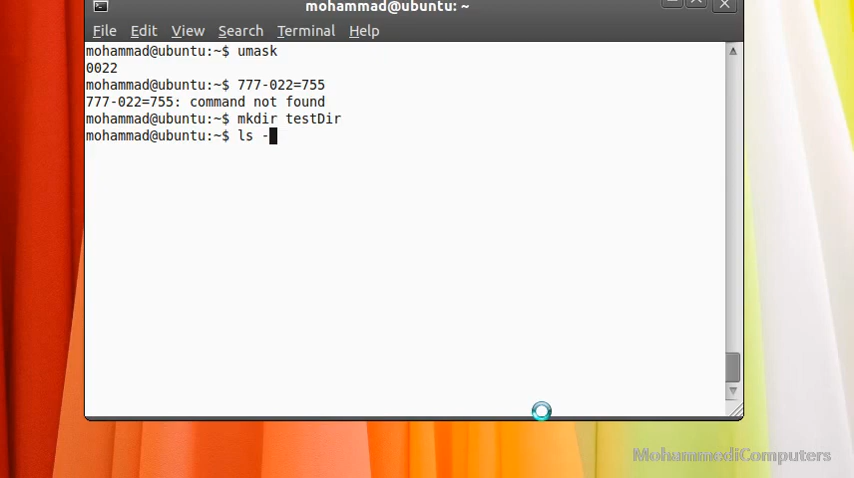 mohammad@ubuntu: ~
File Edit View Search Terminal Help
mohammad@ubuntu:~$ umask
0022
mohammad@ubuntu:~$ 777-022=755
777-022=755: command not found
mohammad@ubuntu:~$ mkdir testDir
mohammad@ubuntu:~$ ls -
MohammediComputers